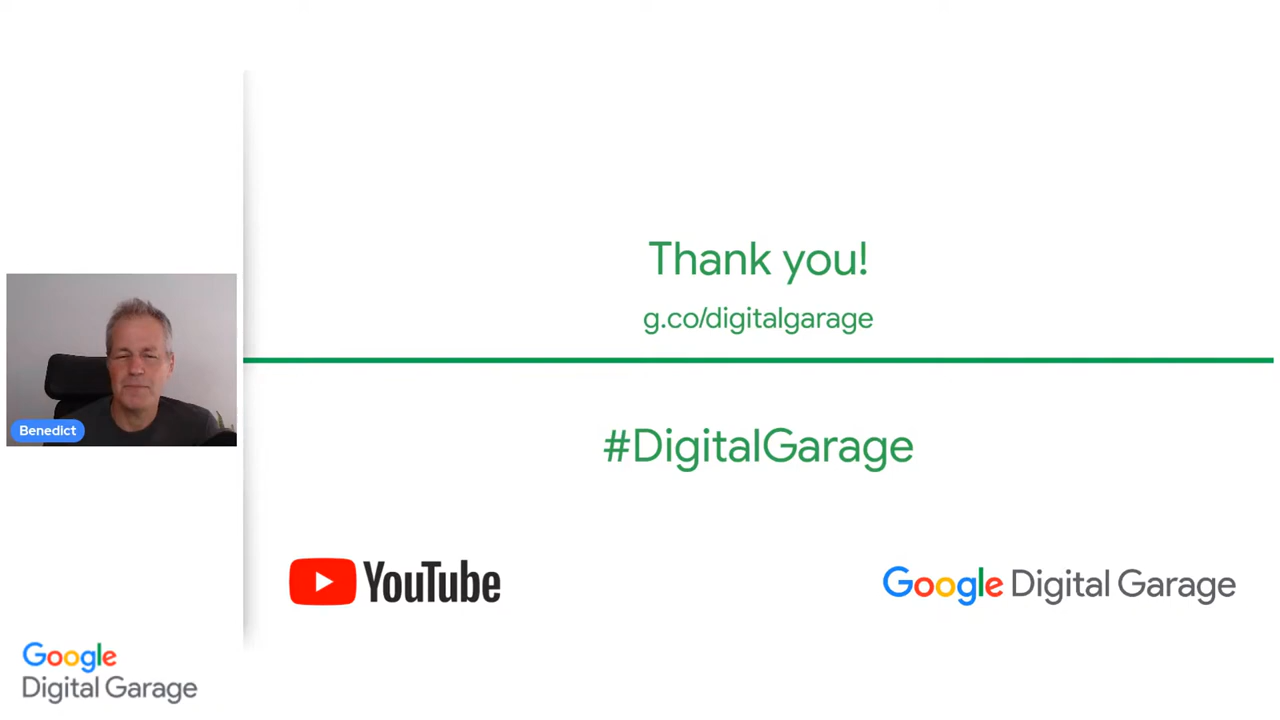 Thank you!
g.co/digitalgarage
Benedict
#DigitalGarage
YouTube
Google Digital Garage
Google
Digital Garage